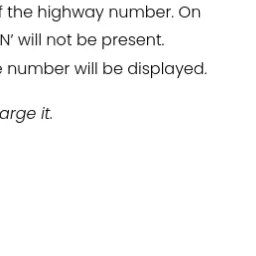 f the highway number. On
N’ will not be present.
e number will be displayed.
arge it.